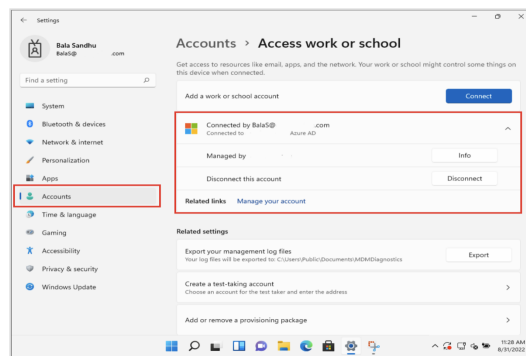 Settings
Bala Sandhu
BalaS@ .com
Find a setting
System
Bluetooth & devices
Network & internet
Personalization
Apps
Accounts
Time & language
Gaming
Accessibility
Privacy & security
Windows Update
Accounts > Access work or school
Get access to resources like email, apps, and the network. Your work or school might control some things on
this device when connected.
Add a work or school account
Connect
Connected by BalaS@ .com
Connected to Azure AD
Managed by
Info
Disconnect this account
Disconnect
Related links Manage your account
Related settings
Export your management log files
Your log files will be exported to: C:\Users\Public\Documents\MDMDiagnostics
Export
Create a test-taking account
Choose an account for the test taker and enter the address
Add or remove a provisioning package
11:28 AM
8/31/2022